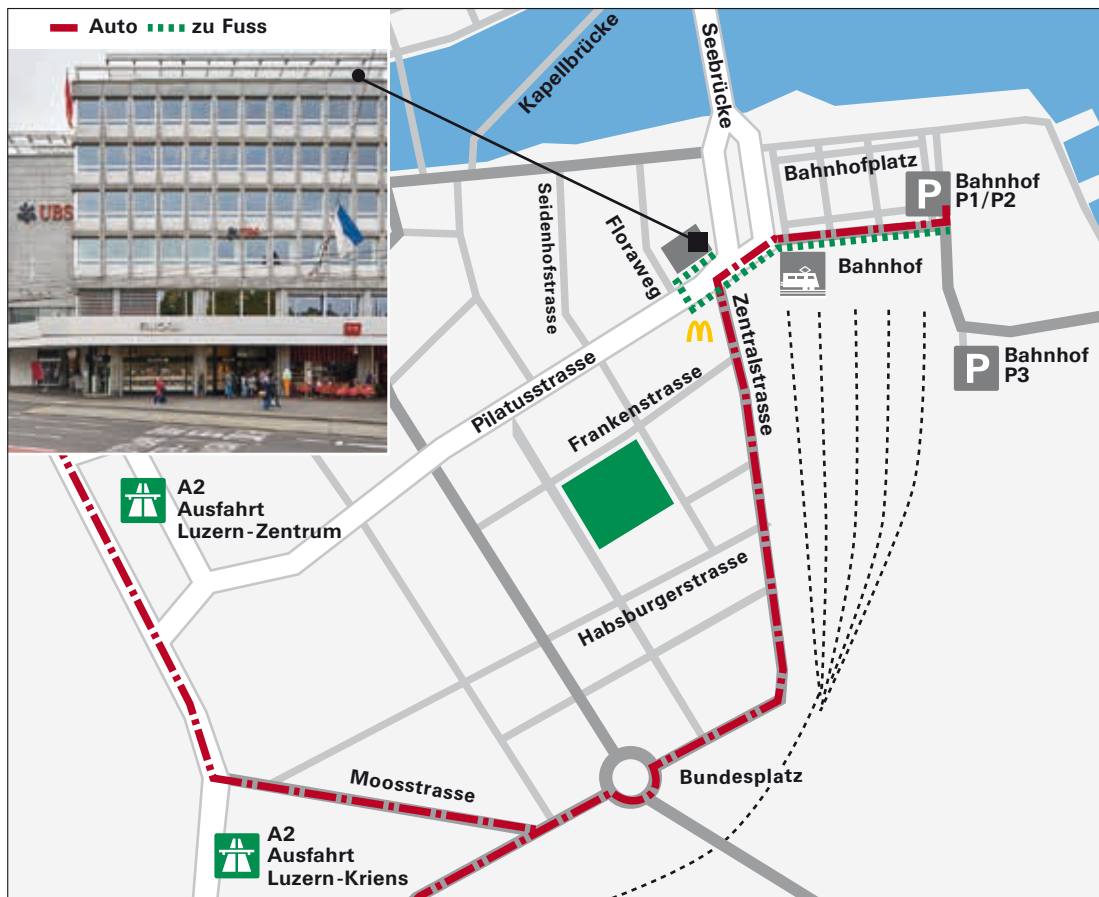 Auto zu Fuss
UBS
Kapellbrücke
Seebrücke
Bahnhofplatz
P
Bahnhof
P1/P2
Seidenhofstrasse
Floraweg
Bahnhof
Zentralstrasse
P
Bahnhof
P3
Pilatusstrasse
Frankenstrasse
A2
Ausfahrt
Luzern-Zentrum
Habsburgerstrasse
Moosstrasse
Bundesplatz
A2
Ausfahrt
Luzern-Kriens